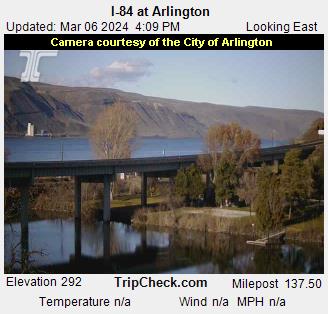 I-84 at Arlington
Updated: Mar 06 2024 4:09 PM Looking East
Camera courtesy of the City of Arlington
Elevation 292 TripCheck.com Milepost 137.50
Temperature n/a Wind n/a MPH n/a